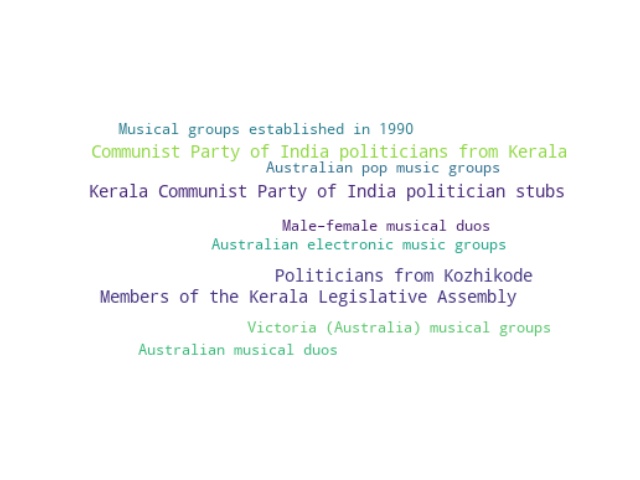 Musical groups established in 1990
Communist Party of India politicians from Kerala
Australian pop music groups
Kerala Communist Party of India politician stubs
Male–female musical duos
Australian electronic music groups
Politicians from Kozhikode
Members of the Kerala Legislative Assembly
Victoria (Australia) musical groups
Australian musical duos